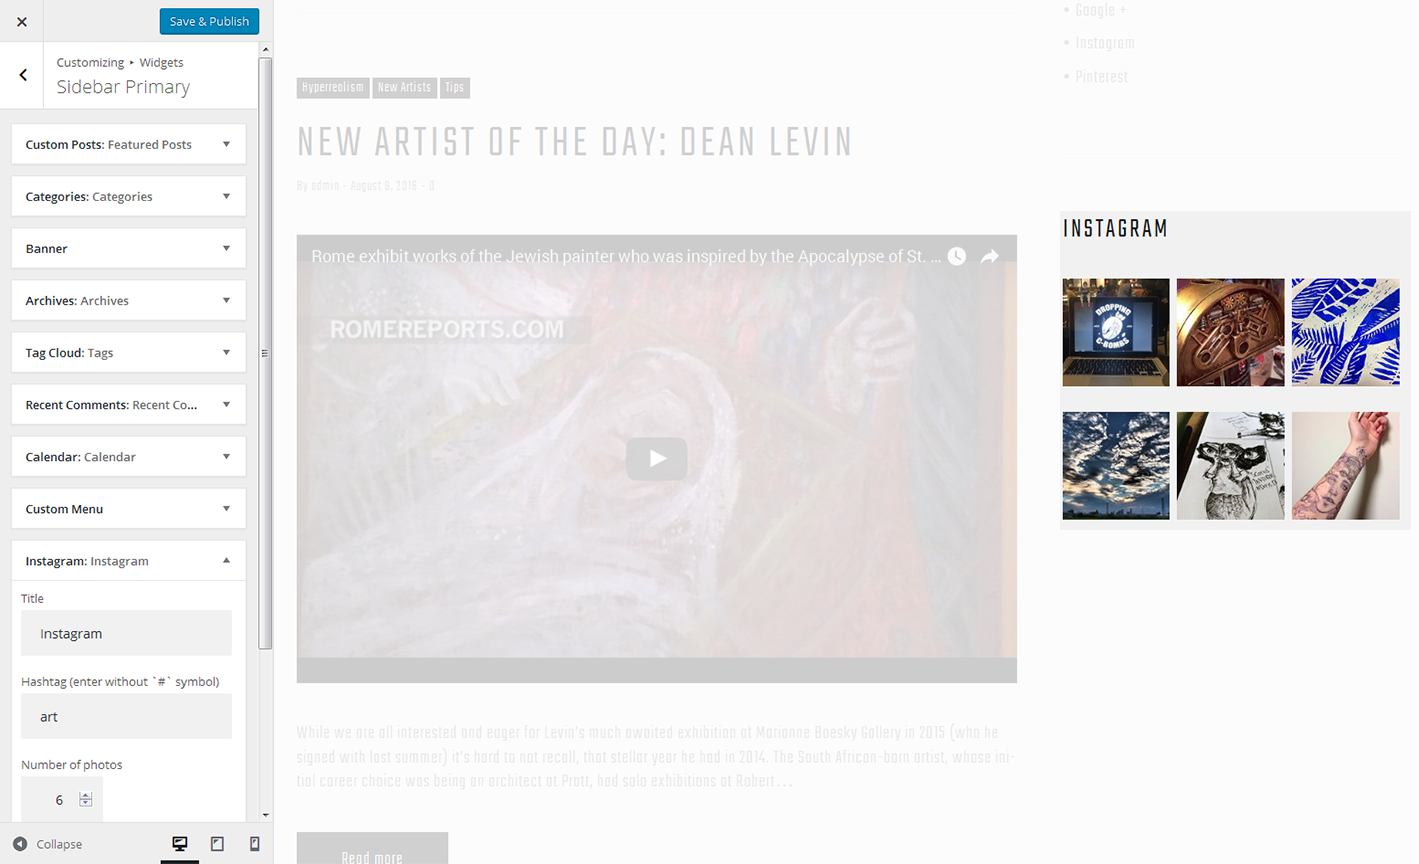 Save & Publish
Customizing ▸ Widgets
Sidebar Primary
Custom Posts: Featured Posts
Categories: Categories
Banner
Archives: Archives
Tag Cloud: Tags
Recent Comments: Recent Co...
Calendar: Calendar
Custom Menu
Instagram: Instagram
Title
Instagram
Hashtag (enter without `#` symbol)
art
Number of photos
6
Collapse
Hyperrealism New Artists Tips
NEW ARTIST OF THE DAY: DEAN LEVIN
By admin - August 9, 2016 - 0
Rome exhibit works of the Jewish painter who was inspired by the Apocalypse of St. ...
ROMEREPORTS.COM
While we are all interested and eager for Levin's much awaited exhibition at Marianne Boesky Gallery in 2015 (who he
signed with last summer) it's hard to not recall, that stellar year he had in 2014. The South African-born artist, whose ini-
tial career choice was being an architect at Pratt, had solo exhibitions at Robert...
Read more
• Google +
• Instagram
• Pinterest
INSTAGRAM
DROPPING
C-BOMBS